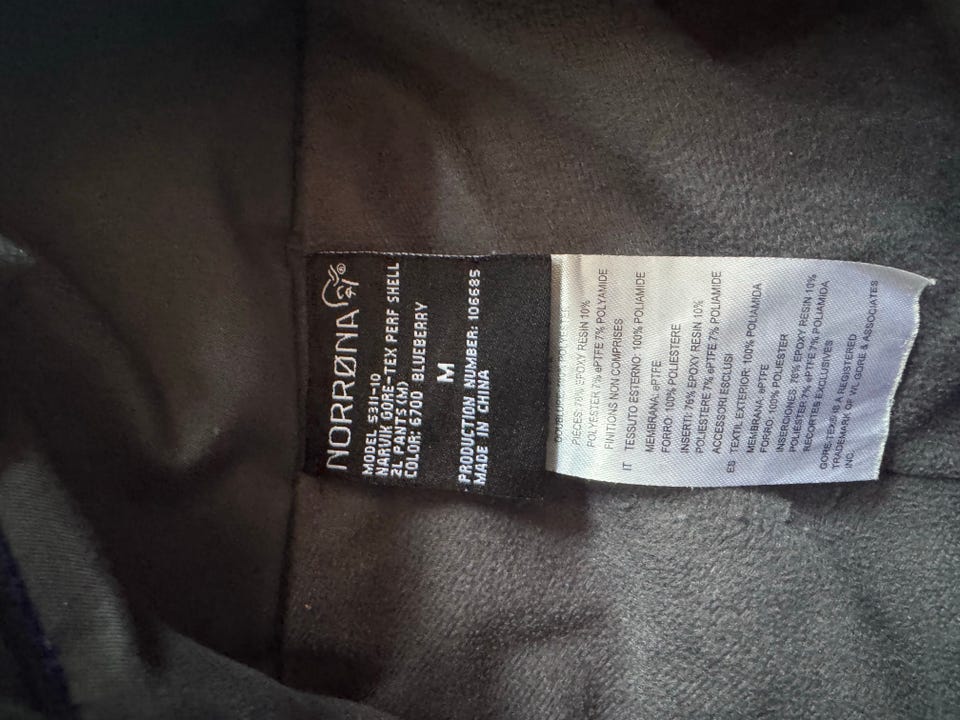 NORRØNA ®
MODEL 5311-10
NARVIK GORE-TEX PERF SHELL
2L PANTS (M)
COLOR: 6700 BLUEBERRY
M
PRODUCTION NUMBER: 106685
MADE IN CHINA
PIECES: 76% EPOXY RESIN 10%
POLYESTER 7% ePTFE 7% POLYAMIDE
FINITIONS NON COMPRISES
IT TESSUTO ESTERNO: 100% POLIAMIDE
MEMBRANA: ePTFE
FORRO: 100% POLIESTERE
INSERTI: 76% EPOXY RESIN 10%
POLIESTERE 7% ePTFE 7% POLIAMIDE
ACCESSORI ESCLUSI
ES TEXTIL EXTERIOR: 100% POLIAMIDA
MEMBRANA: ePTFE
FORRO: 100% POLIESTER
INSERCIONES: 76% EPOXY RESIN 10%
POLIESTER 7% ePTFE 7% POLIAMIDA
RECORTES EXCLUSIVES
GORE-TEX IS A REGISTERED
TRADEMARK OF W.L GORE & ASSOCIATES
INC.